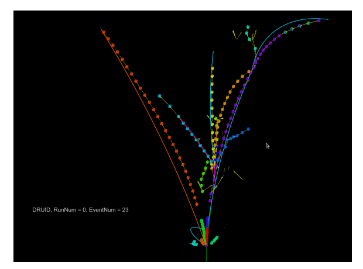 DRUID, RunNum = 0, EventNum = 23